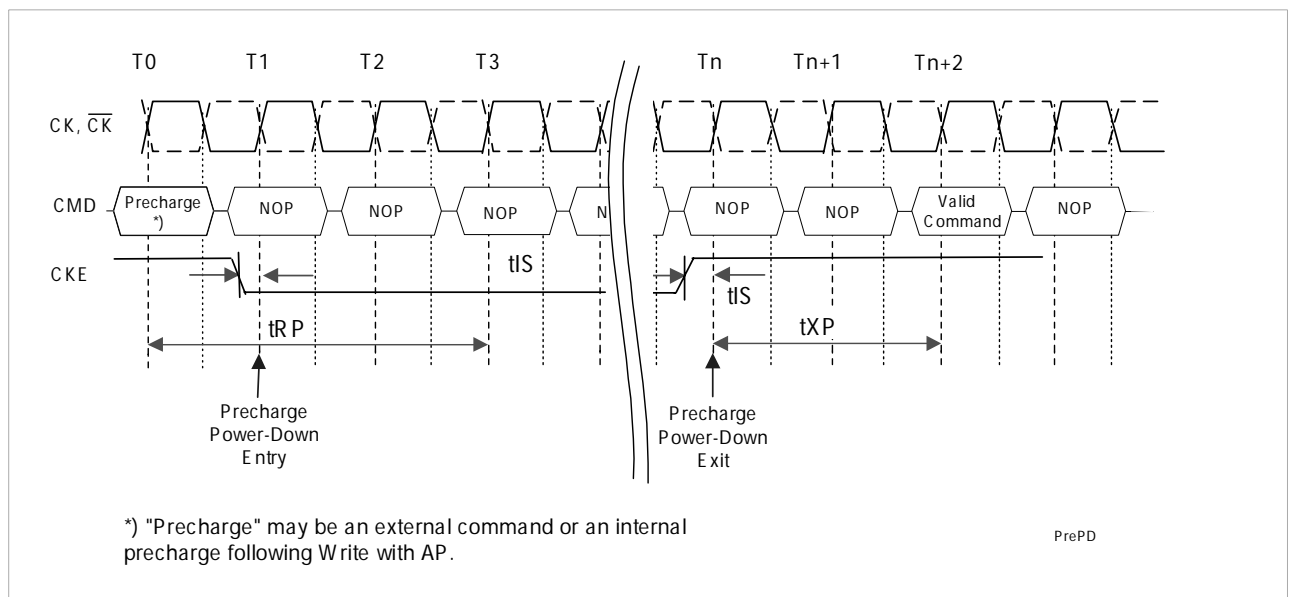 T0 T1 T2 T3 Tn Tn+1 Tn+2
CK, CK
CMD Precharge *) NOP NOP NOP N NOP NOP Valid Command NOP
CKE tIS tIS
tRP tXP
Precharge
Power-Down
Entry
Precharge
Power-Down
Exit
*) "Precharge" may be an external command or an internal
precharge following Write with AP.
PrePD